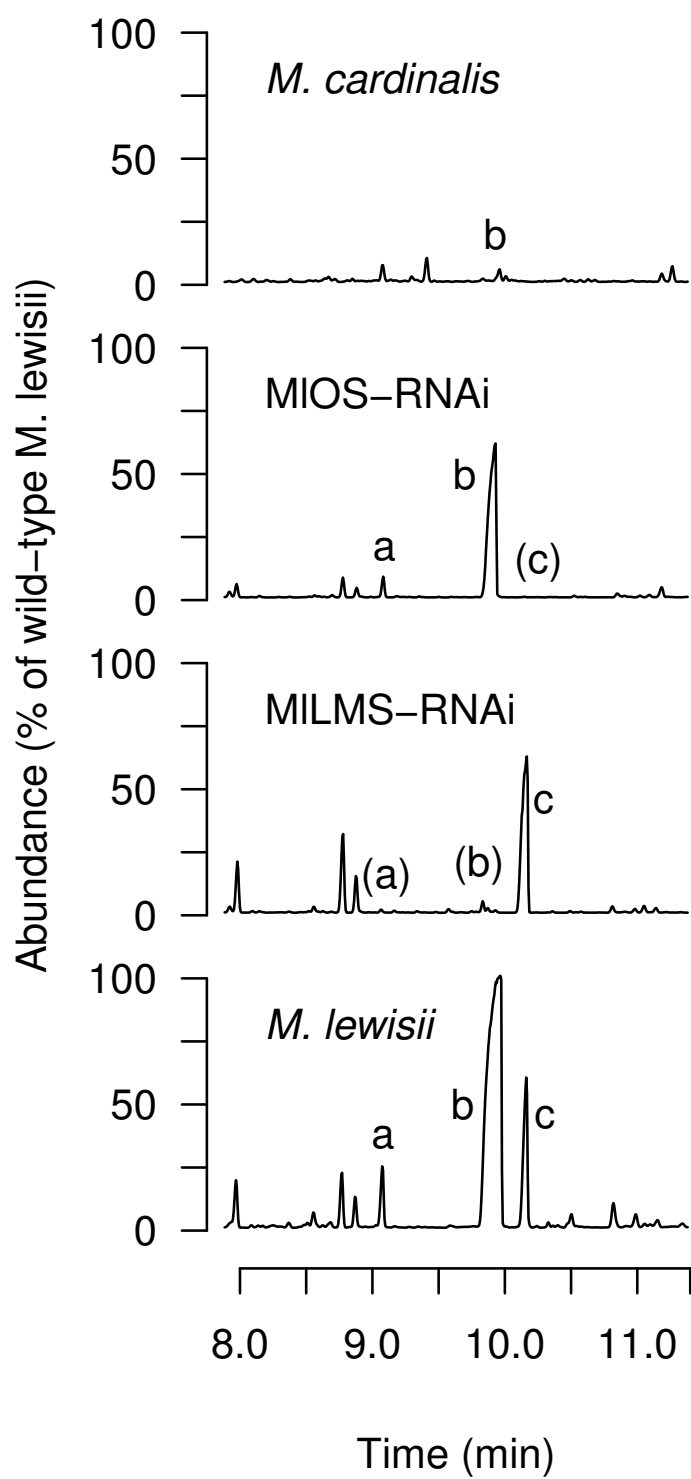 Abundance (% of wild−type M. lewisii)
100
50
0
M. cardinalis
b
100
50
0
MlOS−RNAi
a
b
(c)
100
50
0
MlLMS−RNAi
(a)
(b)
c
100
50
0
M. lewisii
a
b
c
8.0 9.0 10.0 11.0
Time (min)